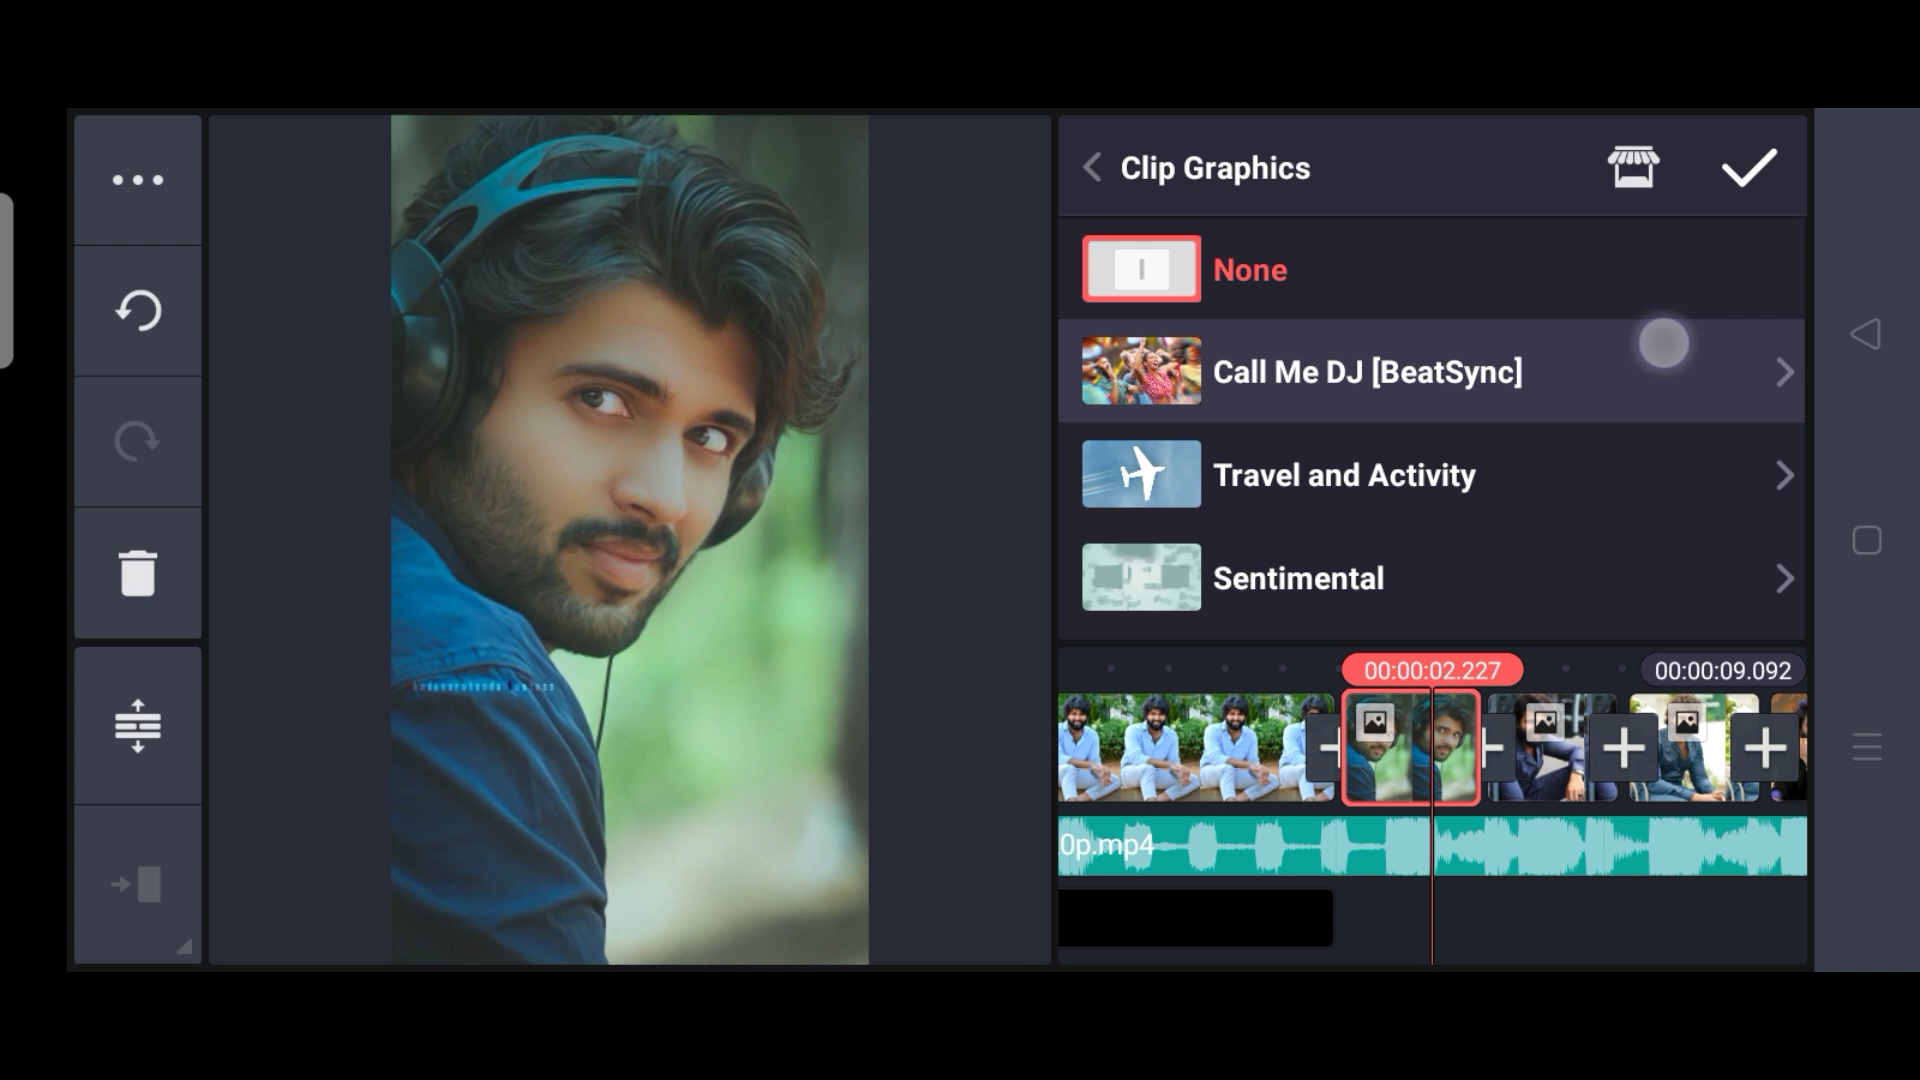 Clip Graphics
None
Call Me DJ [BeatSync]
Travel and Activity
Sentimental
00:00:02.227
00:00:09.092
0p.mp4